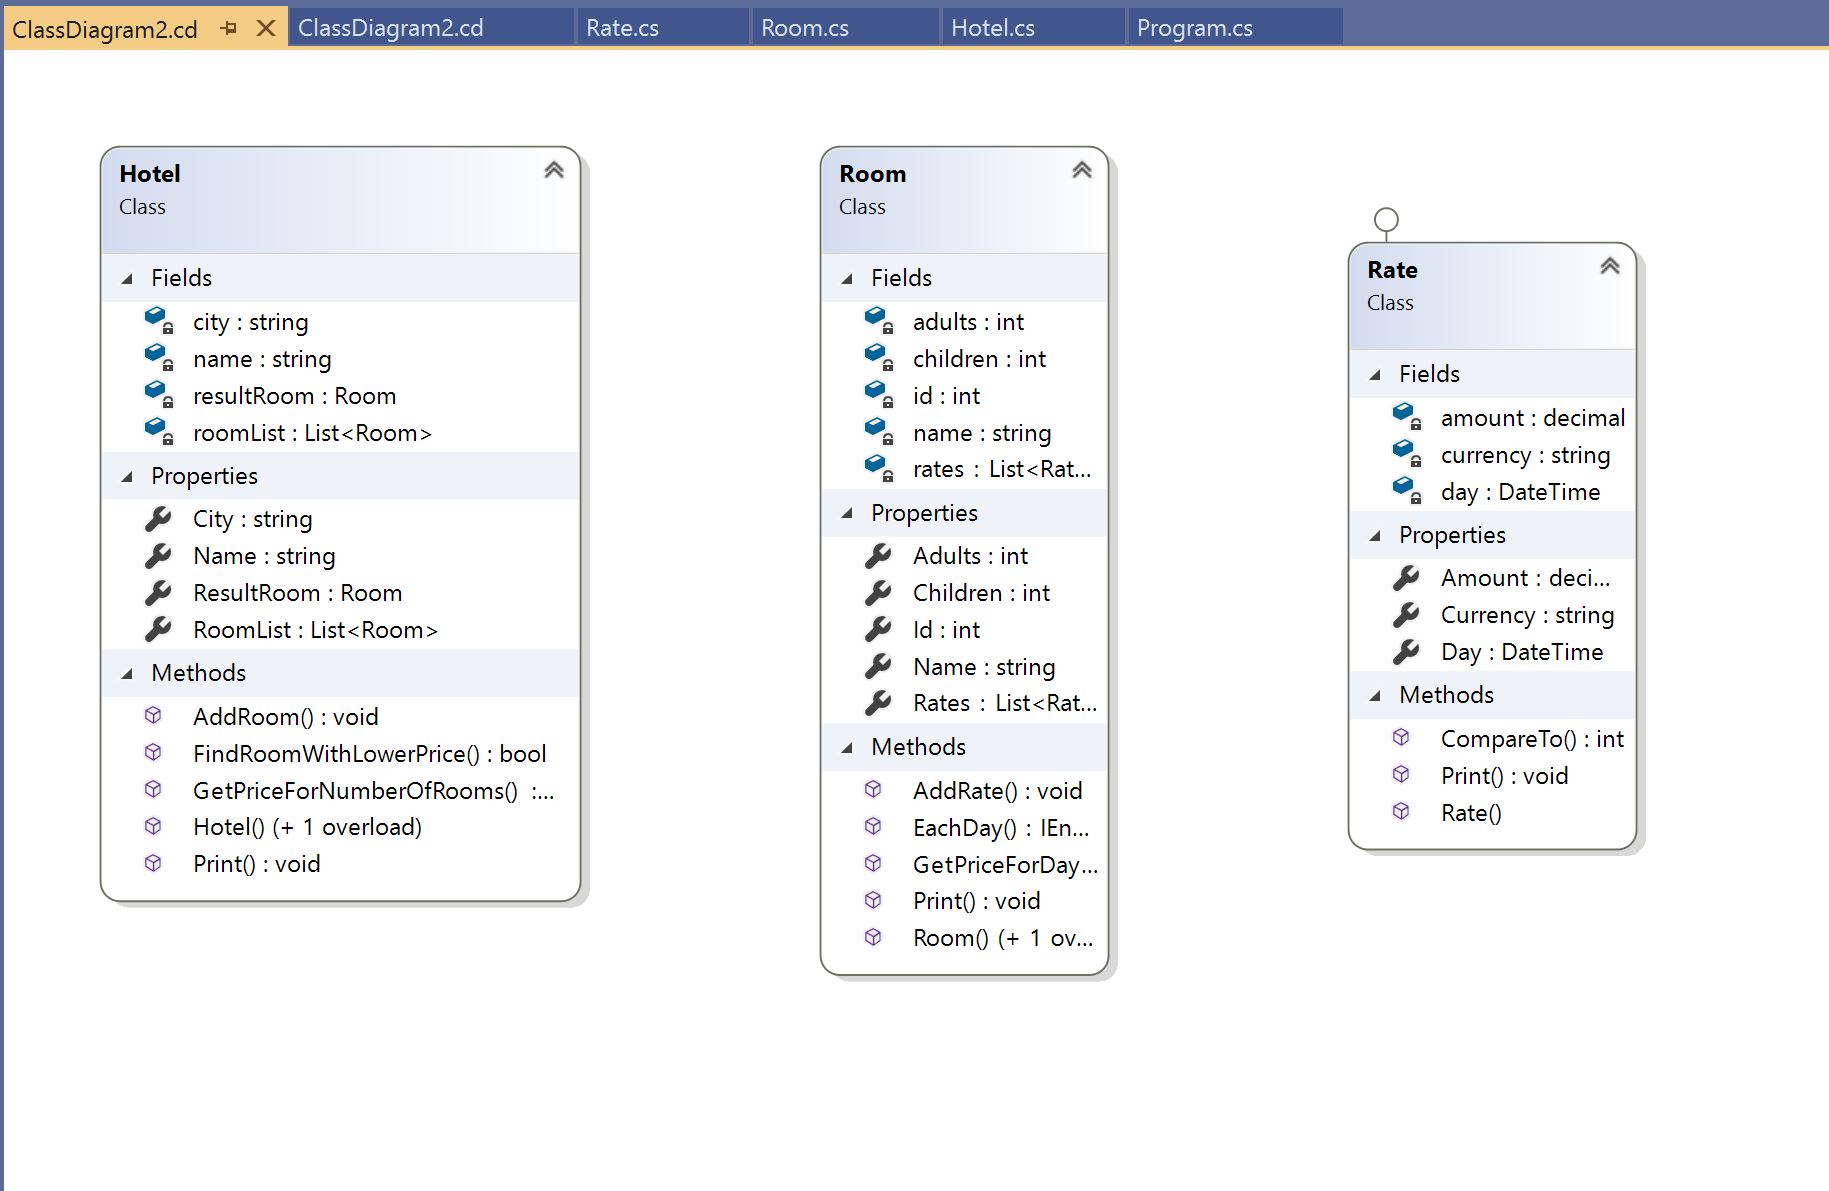 ClassDiagram2.cd ClassDiagram2.cd Rate.cs Room.cs Hotel.cs Program.cs
Hotel
Class
Fields
city : string
name : string
resultRoom : Room
roomList : List<Room>
Properties
City : string
Name : string
ResultRoom : Room
RoomList : List<Room>
Methods
AddRoom() : void
FindRoomWithLowerPrice() : bool
GetPriceForNumberOfRooms() :...
Hotel() (+ 1 overload)
Print() : void
Room
Class
Fields
adults : int
children : int
id : int
name : string
rates : List<Rat...
Properties
Adults : int
Children : int
Id : int
Name : string
Rates : List<Rat...
Methods
AddRate() : void
EachDay() : IEn...
GetPriceForDay...
Print() : void
Room() (+ 1 ov...
Rate
Class
Fields
amount : decimal
currency : string
day : DateTime
Properties
Amount : deci...
Currency : string
Day : DateTime
Methods
CompareTo() : int
Print() : void
Rate()